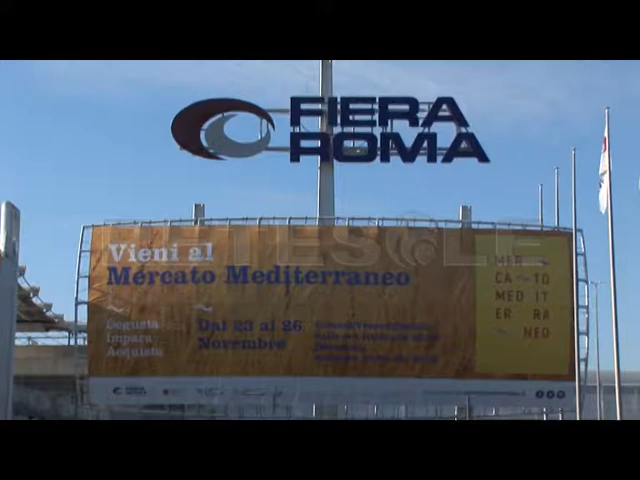 FIERA
ROMA
RETESOLE
Vieni al
Mercato Mediterraneo
Degusta
Impara
Acquista
Dal 23 al 26
Novembre
MER
CA~TO
MED IT
ER RA
~ NEO